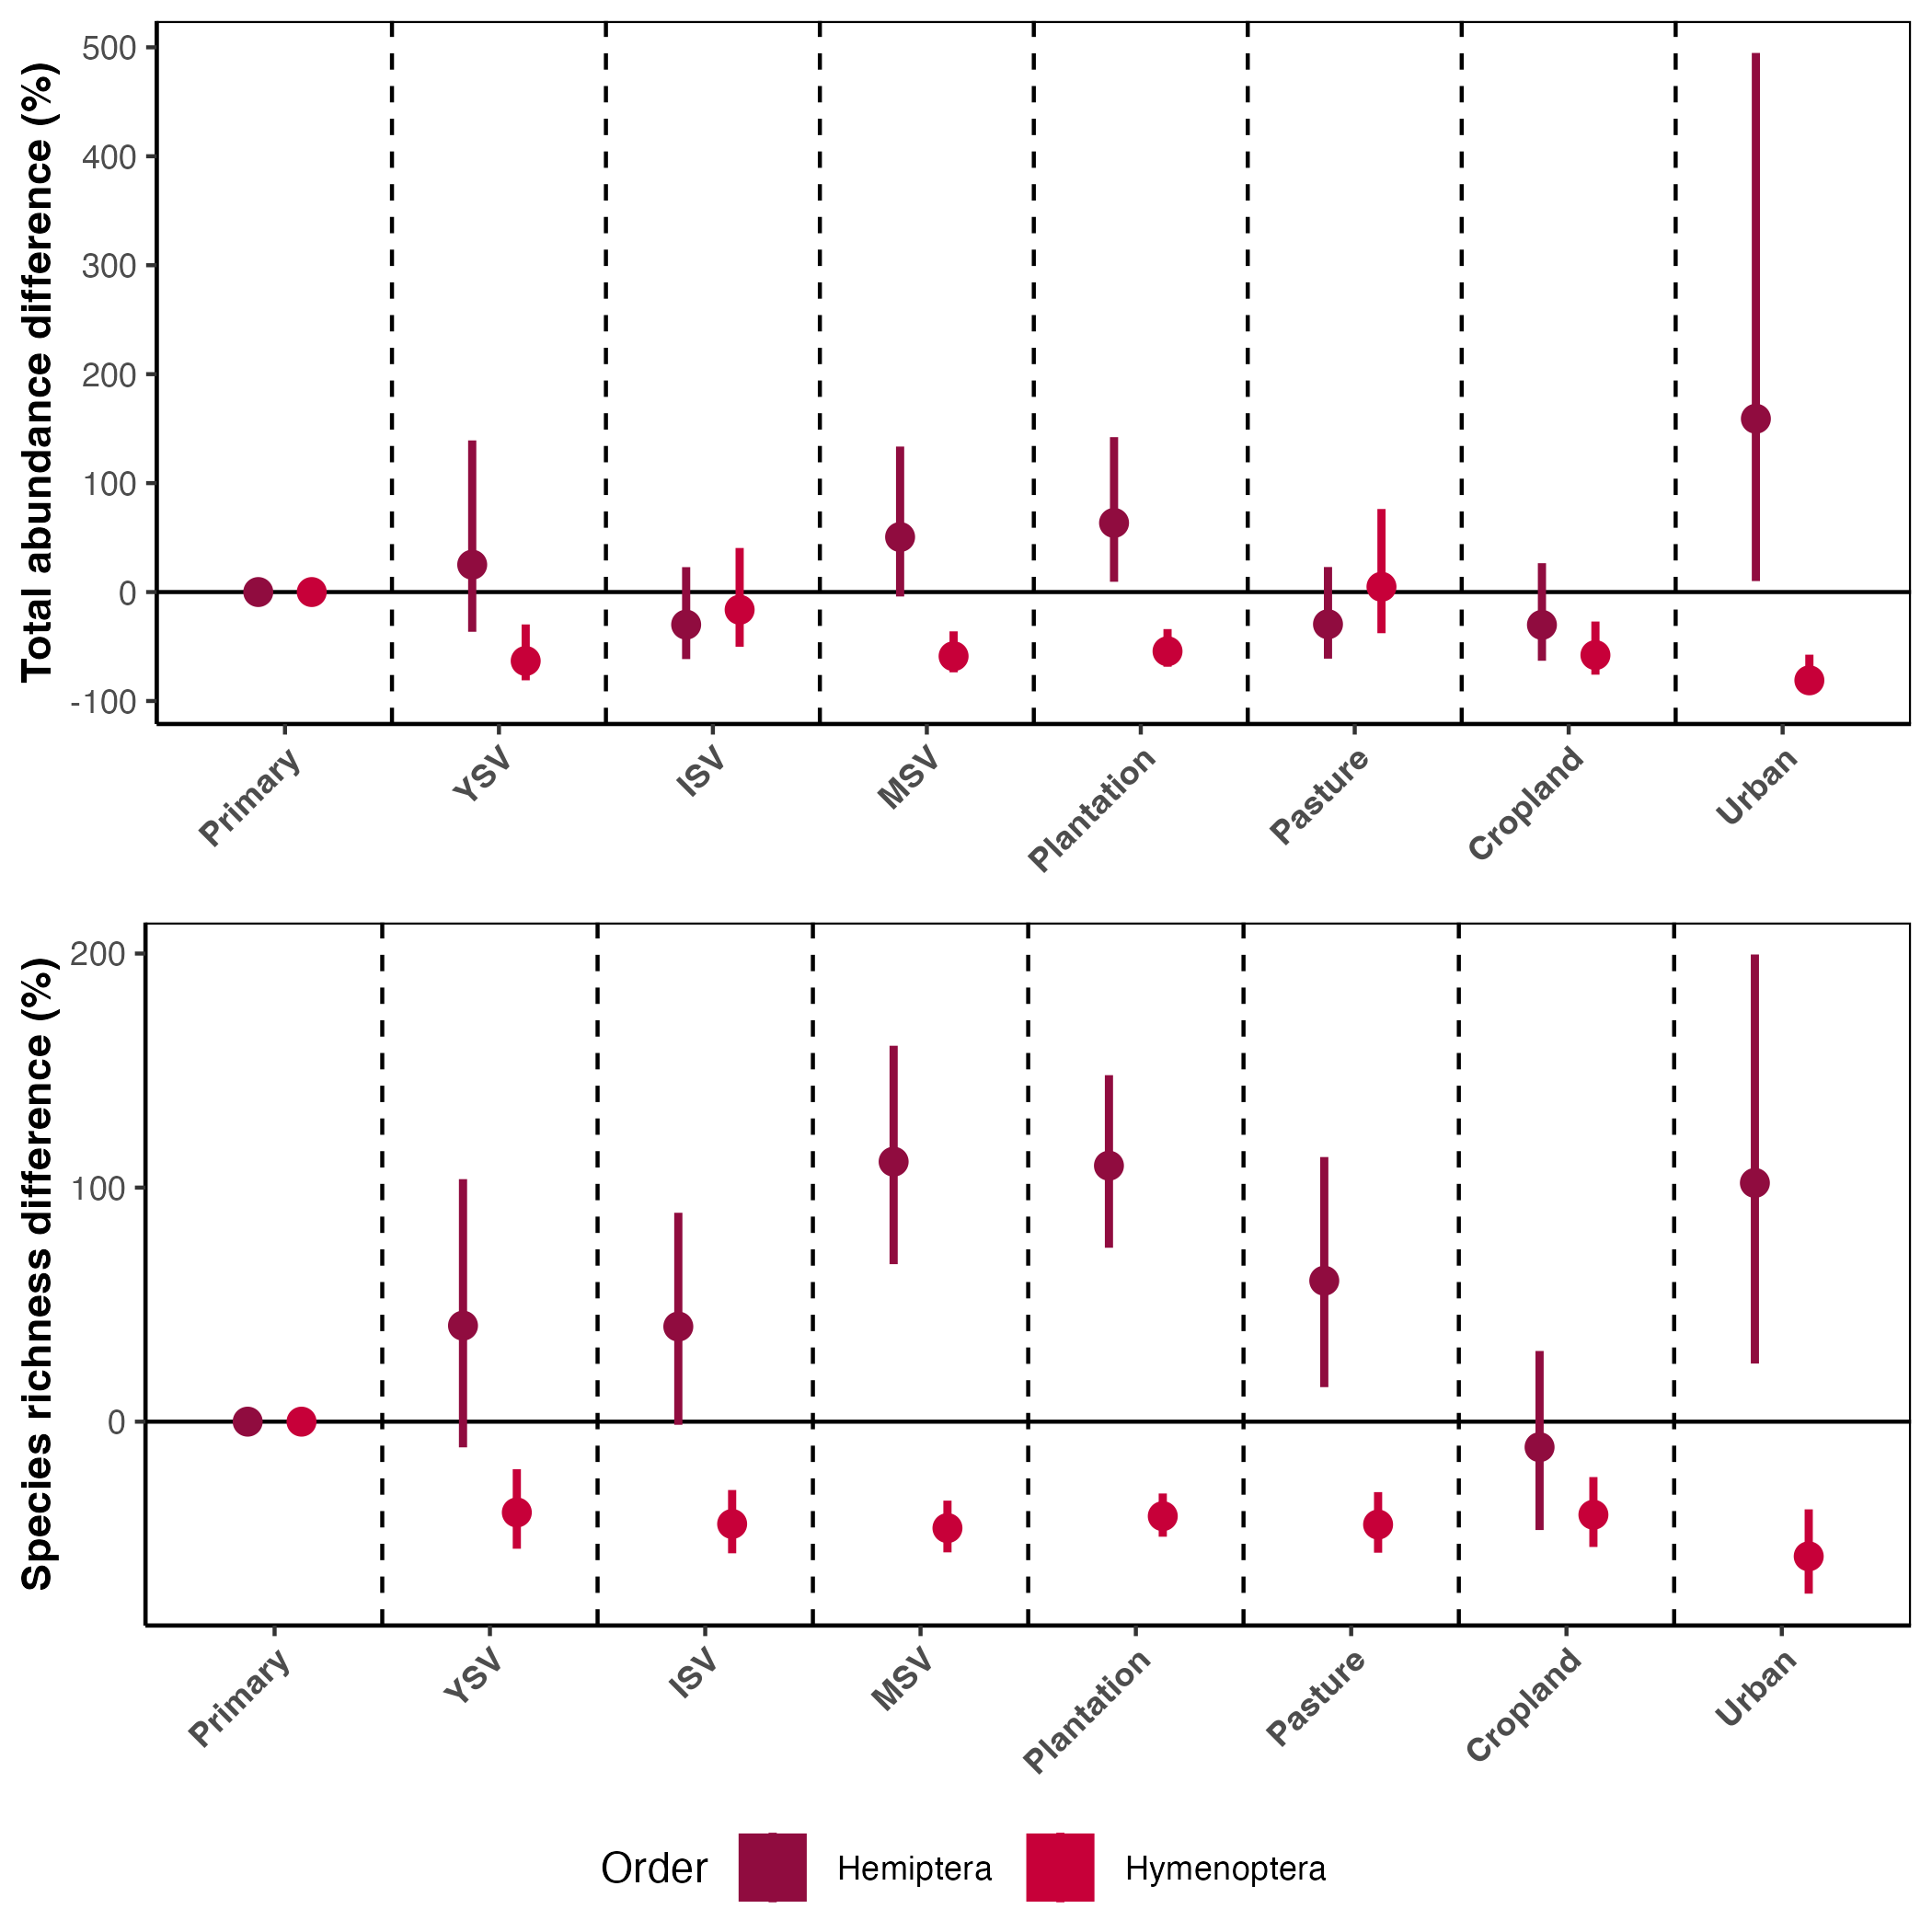 Total abundance difference (%)
500
400
300
200
100
0
-100
Primary
YSV
ISV
MSV
Plantation
Pasture
Cropland
Urban
Species richness difference (%)
200
100
0
Primary
YSV
ISV
MSV
Plantation
Pasture
Cropland
Urban
Order Hemiptera Hymenoptera